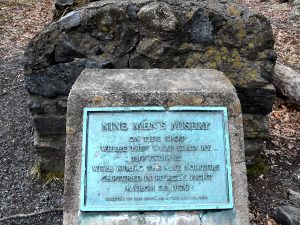 NINE MEN'S MISERY
ON THIS SPOT
WHERE THEY WERE SLAIN BY
THE INDIANS
WERE BURIED THE NINE SOLDIERS
CAPTURED IN PIERCE'S FIGHT
MARCH 26, 1676